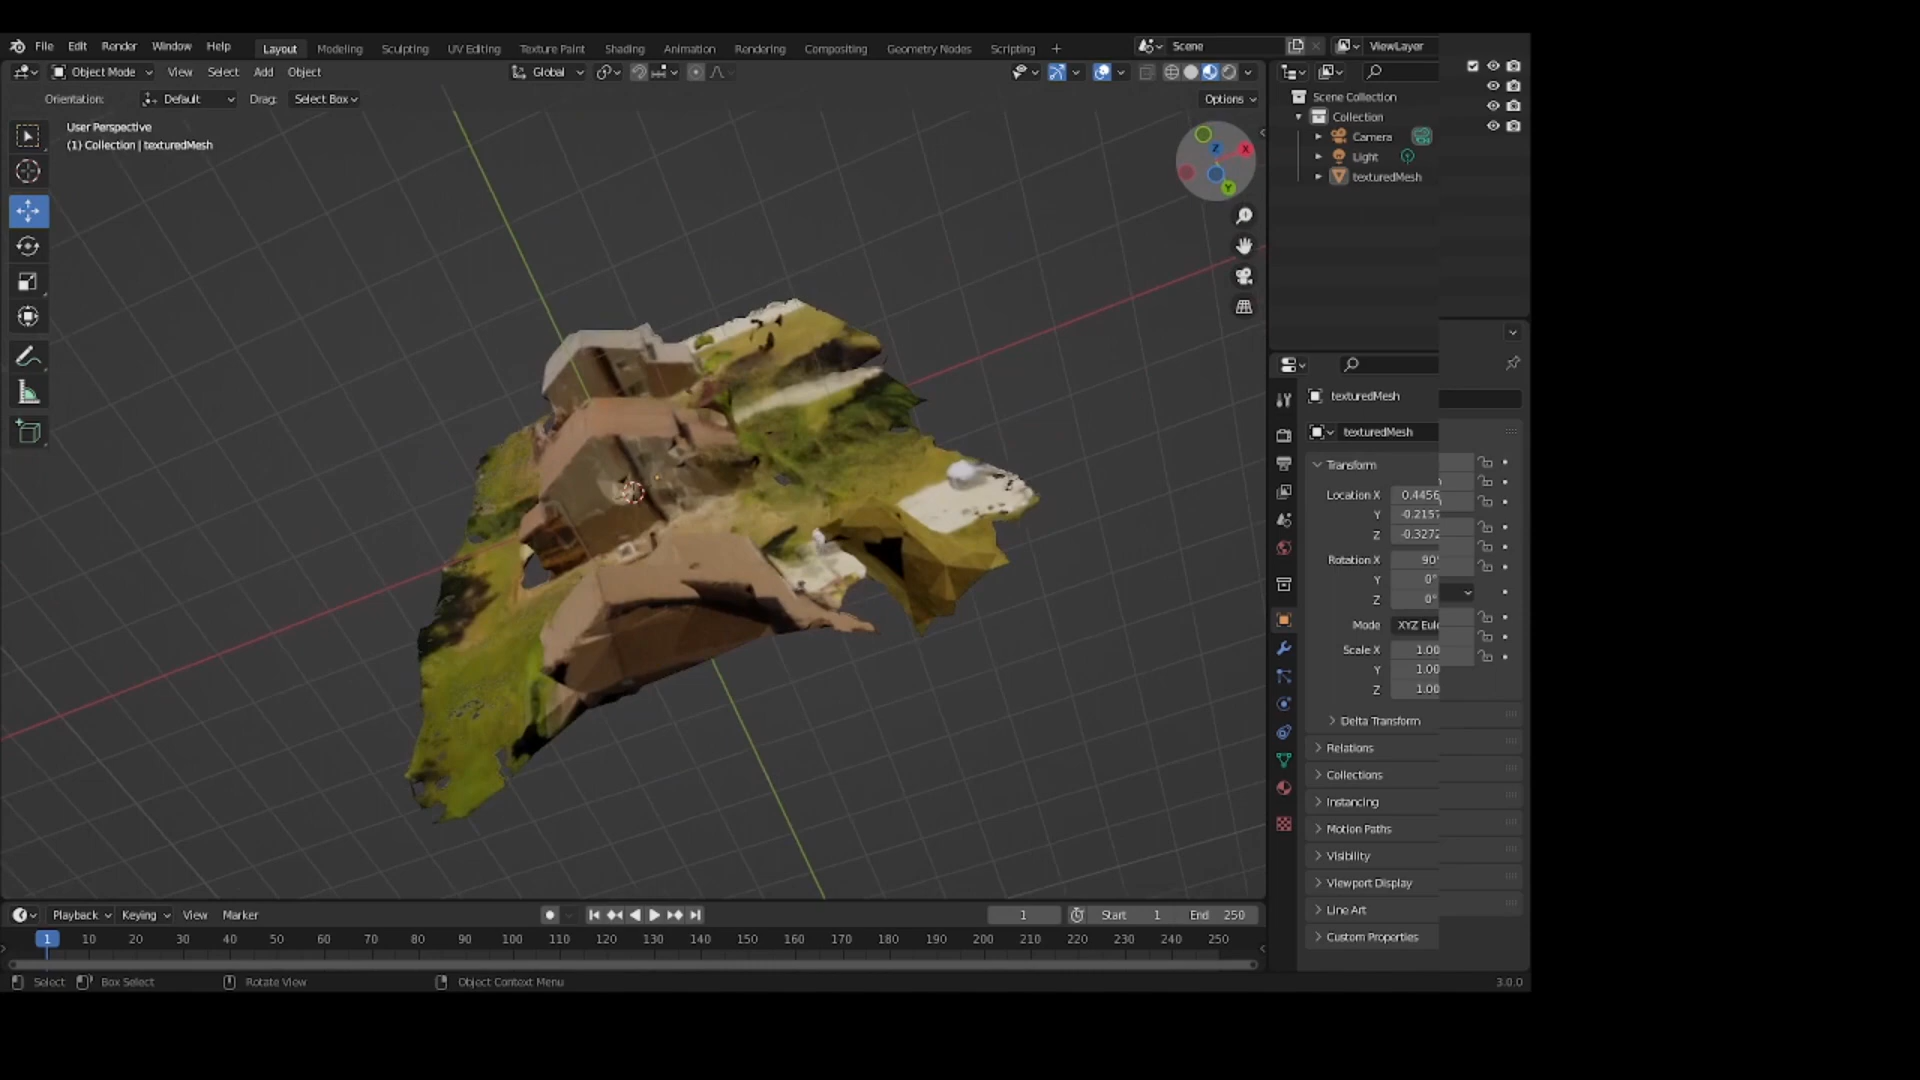 File Edit Render Window Help Layout Modeling Sculpting UV Editing Texture Paint Shading Animation Rendering Compositing Geometry Nodes Scripting + Scene ViewLayer
Object Mode View Select Add Object Global
Orientation: Default Drag: Select Box Options
User Perspective
(1) Collection | texturedMesh
X
Z
Y
Scene Collection
Collection
Camera
Light
texturedMesh
texturedMesh
texturedMesh
Transform
Location X 0.4456
Y -0.2157
Z -0.3272
Rotation X 90°
Y 0°
Z 0°
Mode XYZ Eul
Scale X 1.00
Y 1.00
Z 1.00
Delta Transform
Relations
Collections
Instancing
Motion Paths
Visibility
Viewport Display
Line Art
Custom Properties
Playback Keying View Marker 1 Start 1 End 250
1 10 20 30 40 50 60 70 80 90 100 110 120 130 140 150 160 170 180 190 200 210 220 230 240 250
Select Box Select Rotate View Object Context Menu 3.0.0